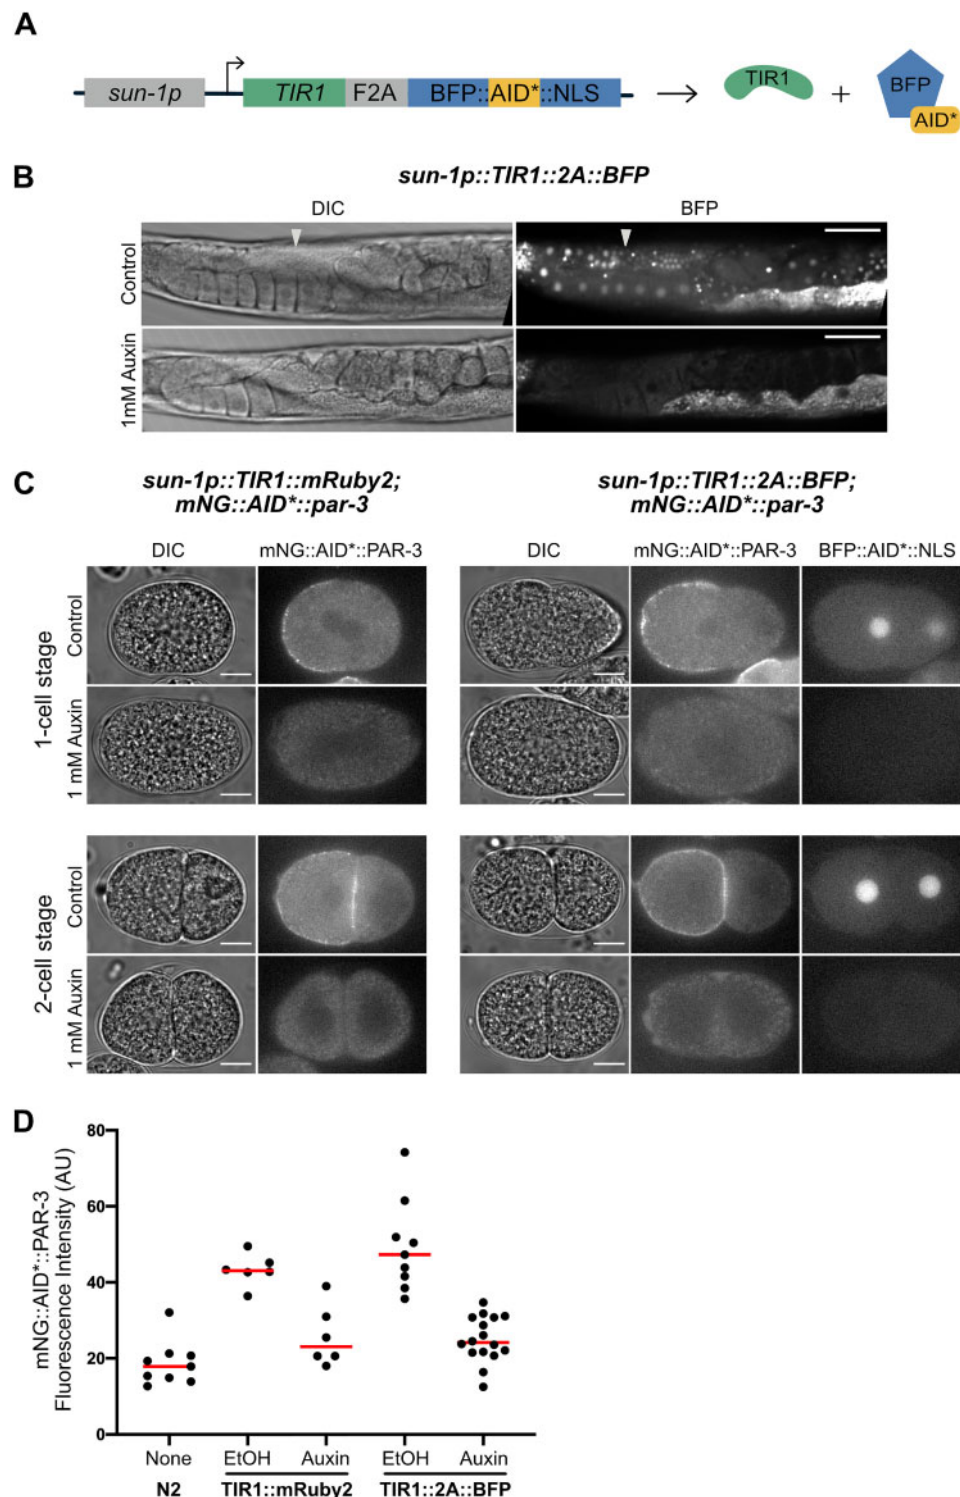 A
sun-1p TIR1 F2A BFP::AID*::NLS TIR1 + BFP AID*
B
sun-1p::TIR1::2A::BFP
DIC BFP
Control
1mM Auxin
C
sun-1p::TIR1::mRuby2; sun-1p::TIR1::2A::BFP;
mNG::AID*::par-3 mNG::AID*::par-3
DIC mNG::AID*::PAR-3 DIC mNG::AID*::PAR-3 BFP::AID*::NLS
1-cell stage
Control
1 mM Auxin
2-cell stage
Control
1 mM Auxin
D
mNG::AID*::PAR-3
Fluorescence Intensity (AU)
80
60
40
20
0
None EtOH Auxin EtOH Auxin
N2 TIR1::mRuby2 TIR1::2A::BFP